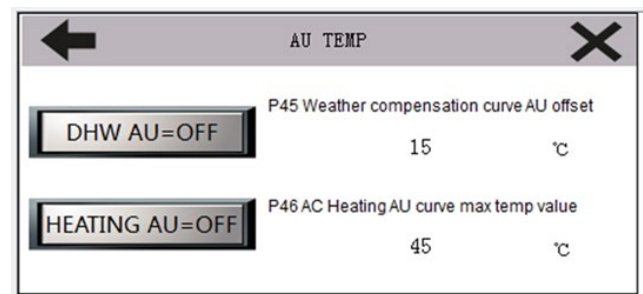 AU TEMP
DHW AU=OFF
P45 Weather compensation curve AU offset
15 ℃
HEATING AU=OFF
P46 AC Heating AU curve max temp value
45 ℃